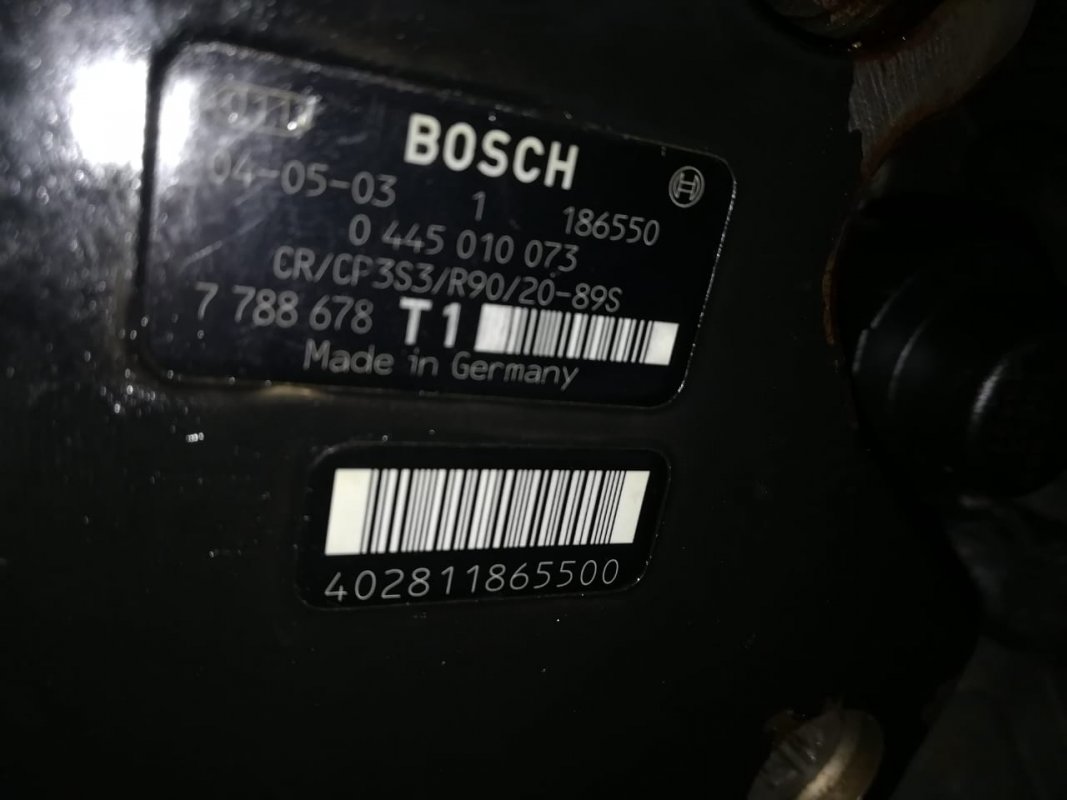 BOSCH
04-05-03 1 186550
0 445 010 073
CR/CP3S3/R90/20-89S
7 788 678 T1
Made in Germany
402811865500